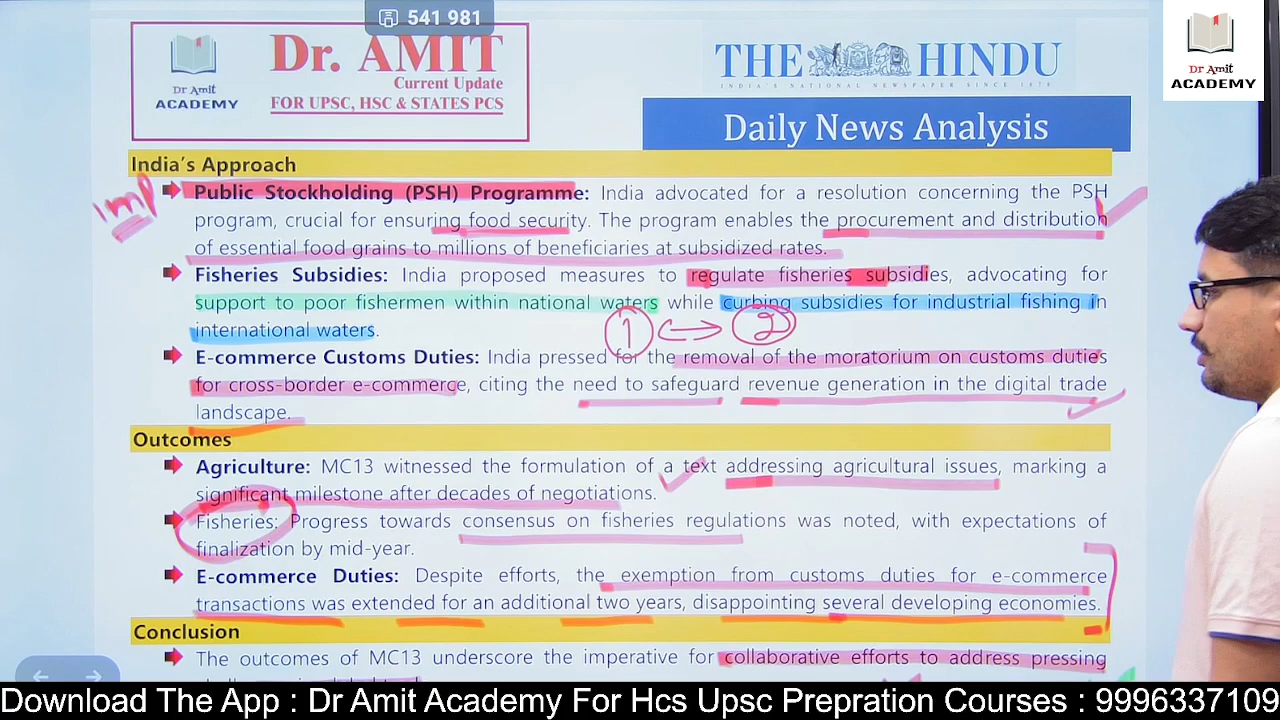 541 981
Dr. AMIT
Current Update
FOR UPSC, HSC & STATES PCS
Dr Amit
ACADEMY
THE HINDU
INDIA'S NATIONAL NEWSPAPER SINCE 1878
Daily News Analysis
Dr Amit
ACADEMY
India's Approach
Imp
Public Stockholding (PSH) Programme: India advocated for a resolution concerning the PSH
program, crucial for ensuring food security. The program enables the procurement and distribution
of essential food grains to millions of beneficiaries at subsidized rates.
Fisheries Subsidies: India proposed measures to regulate fisheries subsidies, advocating for
support to poor fishermen within national waters while curbing subsidies for industrial fishing in
international waters.
1 2
E-commerce Customs Duties: India pressed for the removal of the moratorium on customs duties
for cross-border e-commerce, citing the need to safeguard revenue generation in the digital trade
landscape.
Outcomes
Agriculture: MC13 witnessed the formulation of a text addressing agricultural issues, marking a
significant milestone after decades of negotiations.
Fisheries: Progress towards consensus on fisheries regulations was noted, with expectations of
finalization by mid-year.
E-commerce Duties: Despite efforts, the exemption from customs duties for e-commerce
transactions was extended for an additional two years, disappointing several developing economies.
Conclusion
The outcomes of MC13 underscore the imperative for collaborative efforts to address pressing
Download The App : Dr Amit Academy For Hcs Upsc Prepration Courses : 9996337109